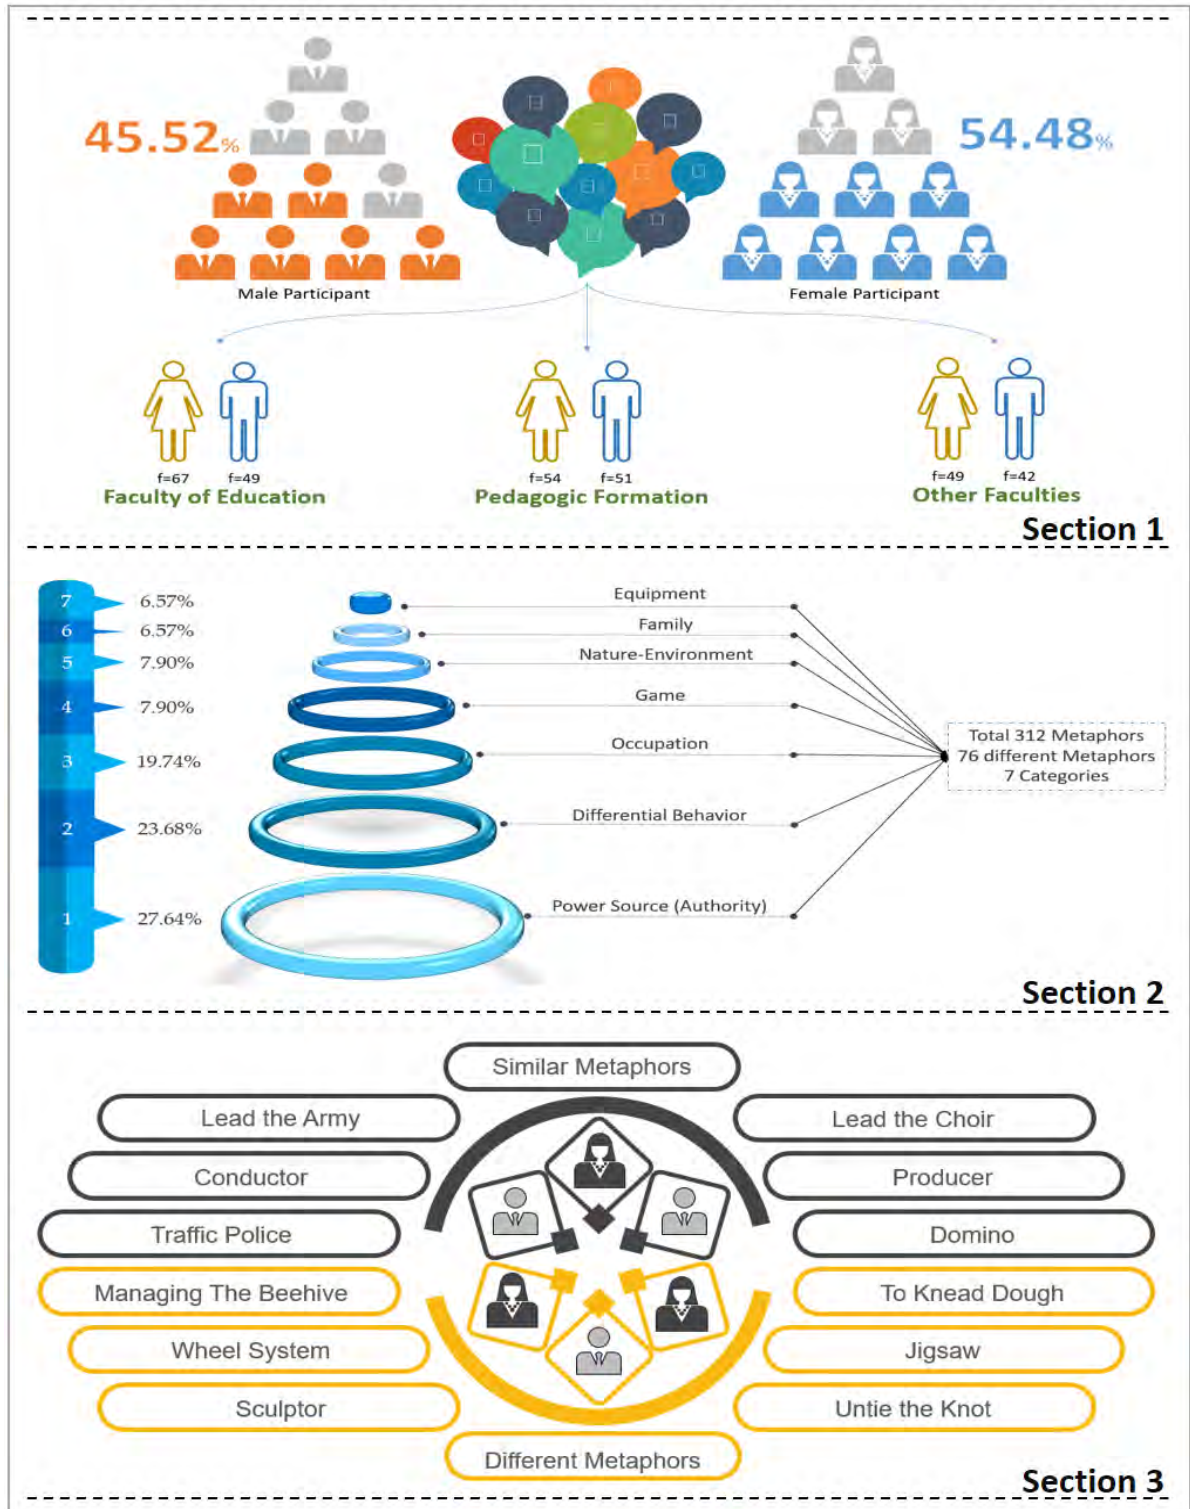 45.52%
54.48%
Male Participant
Female Participant
f=67
f=49
Faculty of Education
f=54
f=51
Pedagogic Formation
f=49
f=42
Other Faculties
Section 1
7
6.57%
Equipment
6
6.57%
Family
5
7.90%
Nature-Environment
4
7.90%
Game
3
19.74%
Occupation
2
23.68%
Differential Behavior
1
27.64%
Power Source (Authority)
Total 312 Metaphors
76 different Metaphors
7 Categories
Section 2
Similar Metaphors
Lead the Army
Lead the Choir
Conductor
Producer
Traffic Police
Domino
Managing The Beehive
To Knead Dough
Wheel System
Jigsaw
Sculptor
Untie the Knot
Different Metaphors
Section 3